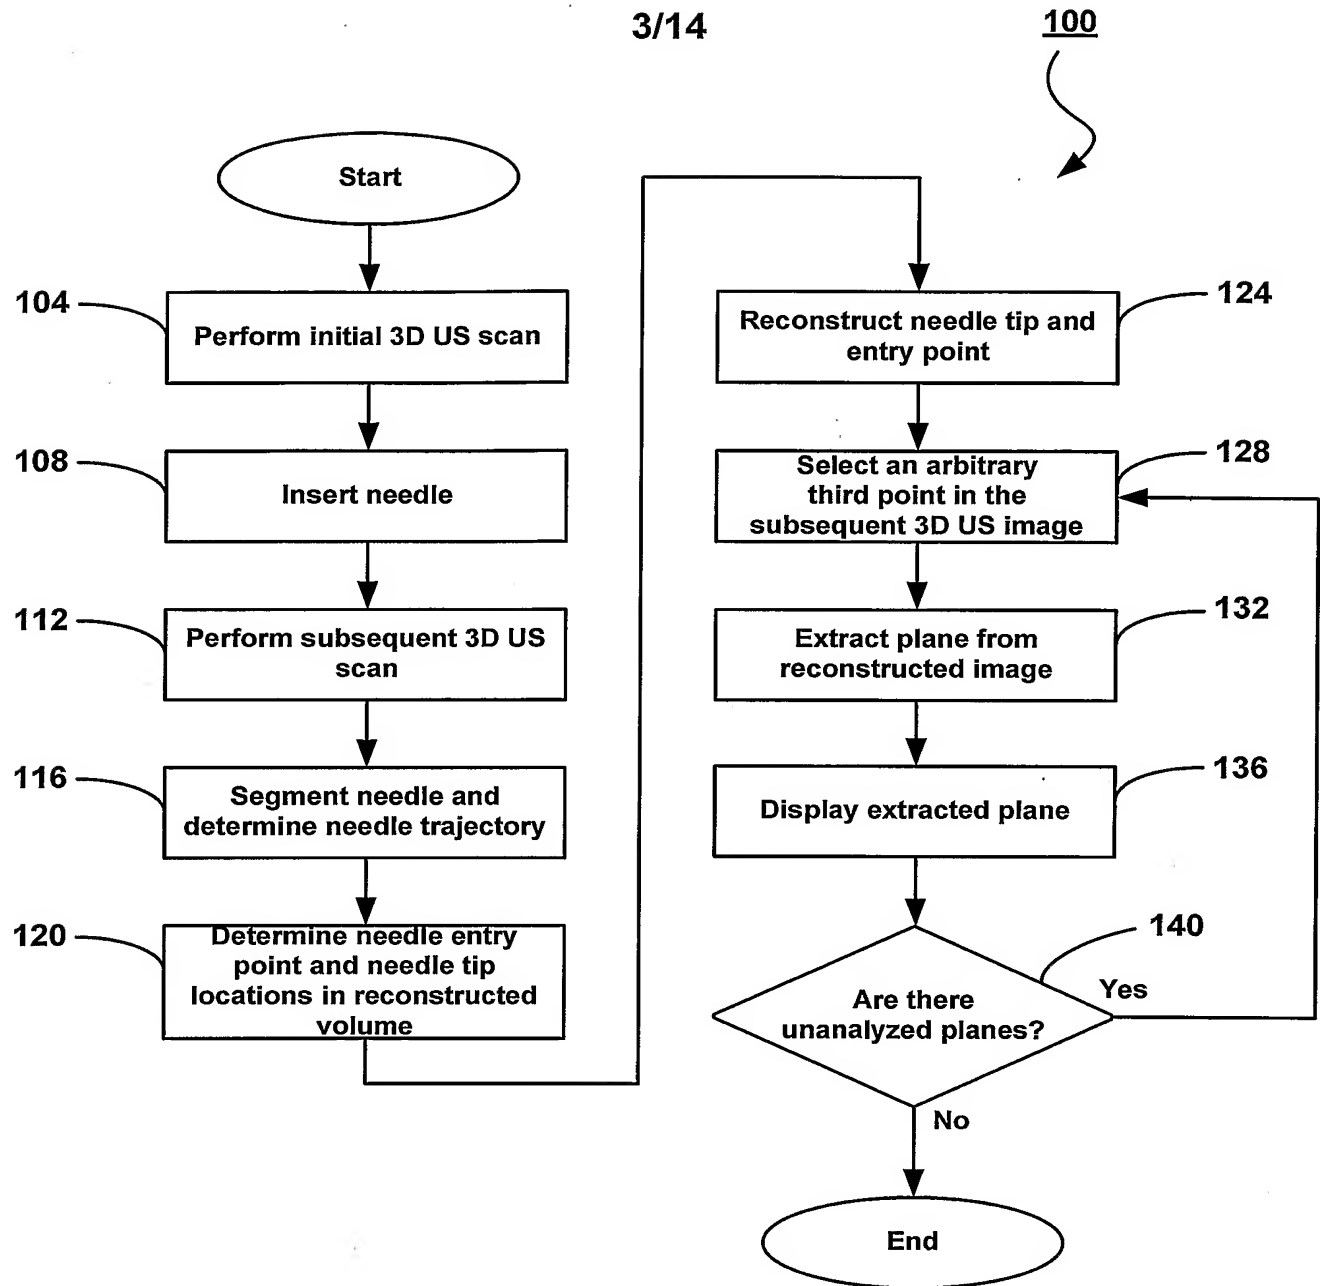 3/14
100
Start
104
Perform initial 3D US scan
108
Insert needle
112
Perform subsequent 3D US
scan
116
Segment needle and
determine needle trajectory
120
Determine needle entry
point and needle tip
locations in reconstructed
volume
124
Reconstruct needle tip and
entry point
128
Select an arbitrary
third point in the
subsequent 3D US image
132
Extract plane from
reconstructed image
136
Display extracted plane
140
Are there
unanalyzed planes?
Yes
No
End